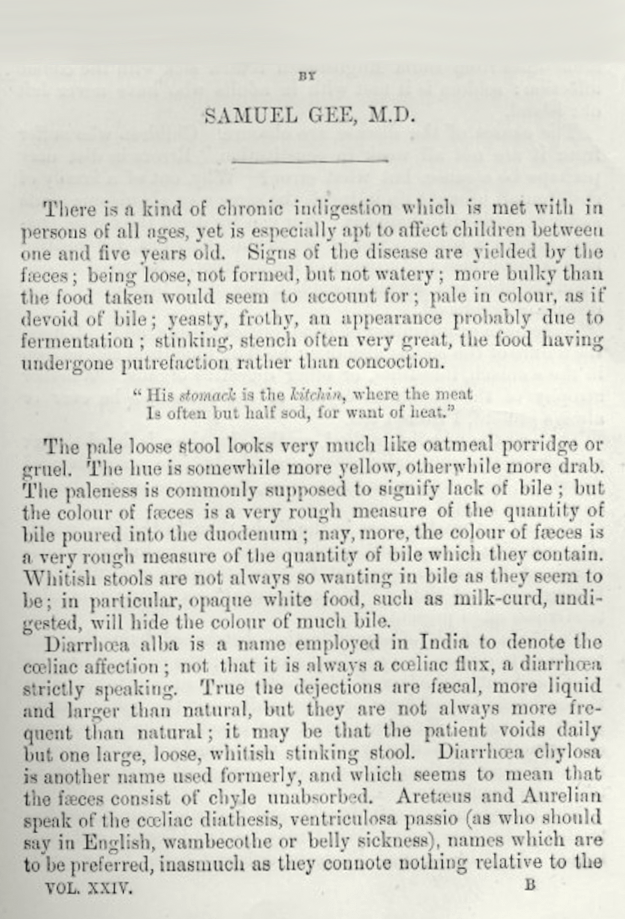 BY
SAMUEL GEE, M.D.
There is a kind of chronic indigestion which is met with in
persons of all ages, yet is especially apt to affect children between
one and five years old. Signs of the disease are yielded by the
fæces; being loose, not formed, but not watery; more bulky than
the food taken would seem to account for; pale in colour, as if
devoid of bile; yeasty, frothy, an appearance probably due to
fermentation; stinking, stench often very great, the food having
undergone putrefaction rather than concoction.
“His stomack is the kitchin, where the meat
Is often but half sod, for want of heat.”
The pale loose stool looks very much like oatmeal porridge or
gruel. The hue is somewhile more yellow, otherwhile more drab.
The paleness is commonly supposed to signify lack of bile; but
the colour of fæces is a very rough measure of the quantity of
bile poured into the duodenum; nay, more, the colour of fæces is
a very rough measure of the quantity of bile which they contain.
Whitish stools are not always so wanting in bile as they seem to
be; in particular, opaque white food, such as milk-curd, undi-
gested, will hide the colour of much bile.
Diarrhœa alba is a name employed in India to denote the
cœliac affection; not that it is always a cœliac flux, a diarrhœa
strictly speaking. True the dejections are fæcal, more liquid
and larger than natural, but they are not always more fre-
quent than natural; it may be that the patient voids daily
but one large, loose, whitish stinking stool. Diarrhœa chylosa
is another name used formerly, and which seems to mean that
the fæces consist of chyle unabsorbed. Aretæus and Aurelian
speak of the cœliac diathesis, ventriculosa passio (as who should
say in English, wambecothe or belly sickness), names which are
to be preferred, inasmuch as they connote nothing relative to the
VOL. XXIV. B